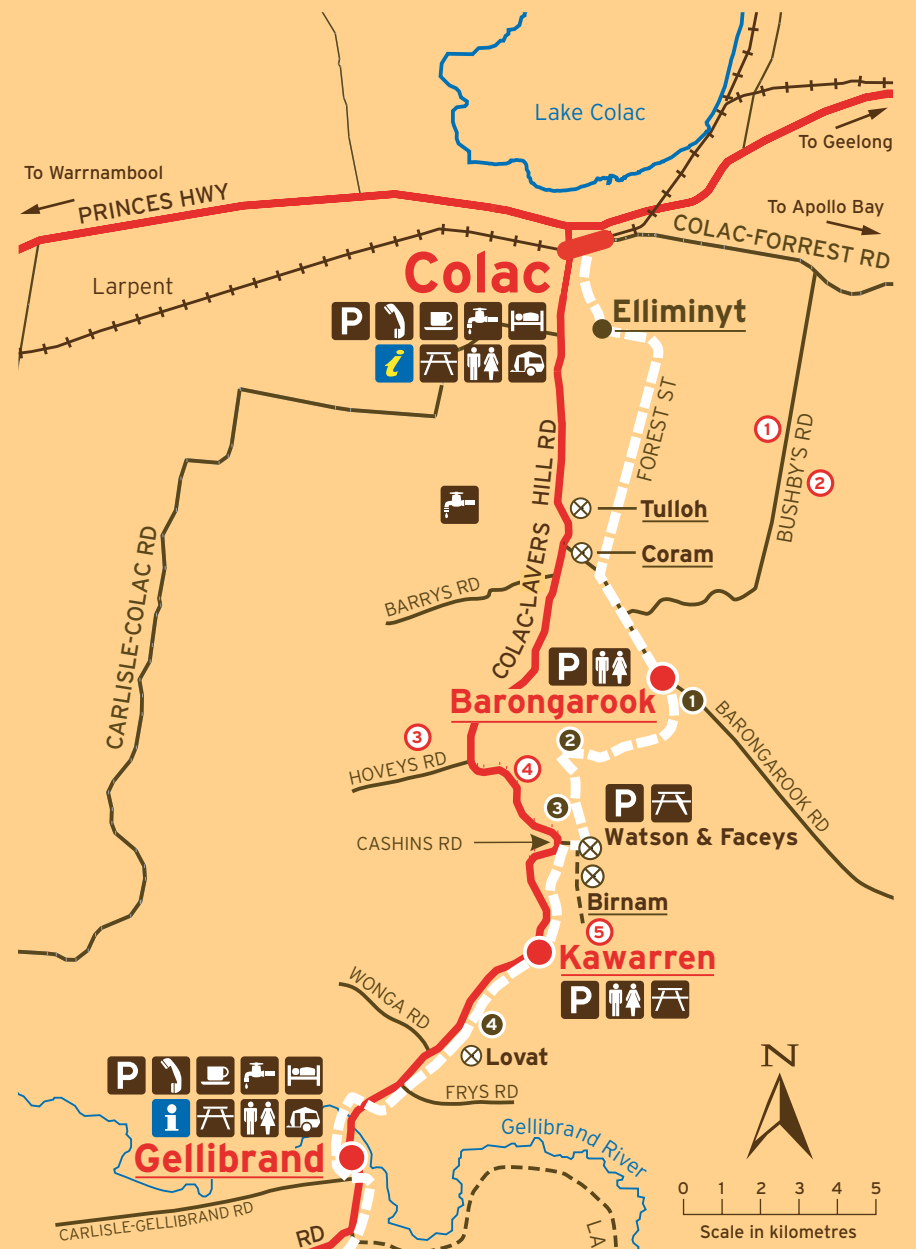 Lake Colac
To Geelong
To Warrnambool
PRINCES HWY
To Apollo Bay
COLAC-FORREST RD
Larpent
Colac
P
i
Elliminyt
FOREST ST
1
BUSHBY'S RD
2
COLAC-LAVERS HILL RD
Tulloh
Coram
CARLISLE-COLAC RD
BARRYS RD
P
Barongarook
1
BARONGAROOK RD
2
3
HOVEYS RD
4
3
P
CASHINS RD
Watson & Faceys
Birnam
5
Kawarren
P
WONGA RD
4
Lovat
N
P
FRYS RD
i
Gellibrand
Gellibrand River
CARLISLE-GELLIBRAND RD
RD
LA
0 1 2 3 4 5
Scale in kilometres